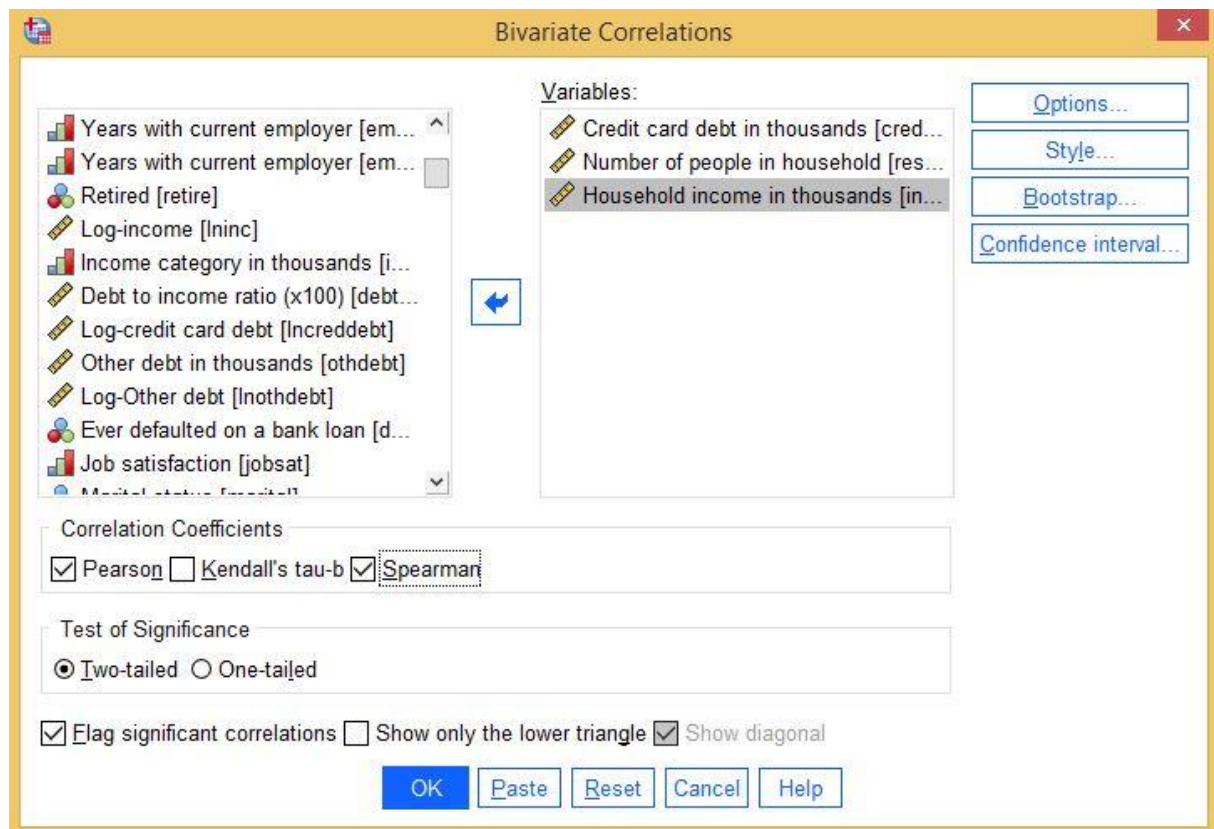 Bivariate Correlations
Variables:
Years with current employer [em...
Years with current employer [em...
Retired [retire]
Log-income [lninc]
Income category in thousands [i...
Debt to income ratio (x100) [debt...
Log-credit card debt [lncreddebt]
Other debt in thousands [othdebt]
Log-Other debt [lnothdebt]
Ever defaulted on a bank loan [d...
Job satisfaction [jobsat]
Marital status [marital]
Credit card debt in thousands [cred...
Number of people in household [res...
Household income in thousands [in...
Options...
Style...
Bootstrap...
Confidence interval...
Correlation Coefficients
Pearson Kendall's tau-b Spearman
Test of Significance
Two-tailed One-tailed
Flag significant correlations Show only the lower triangle Show diagonal
OK Paste Reset Cancel Help